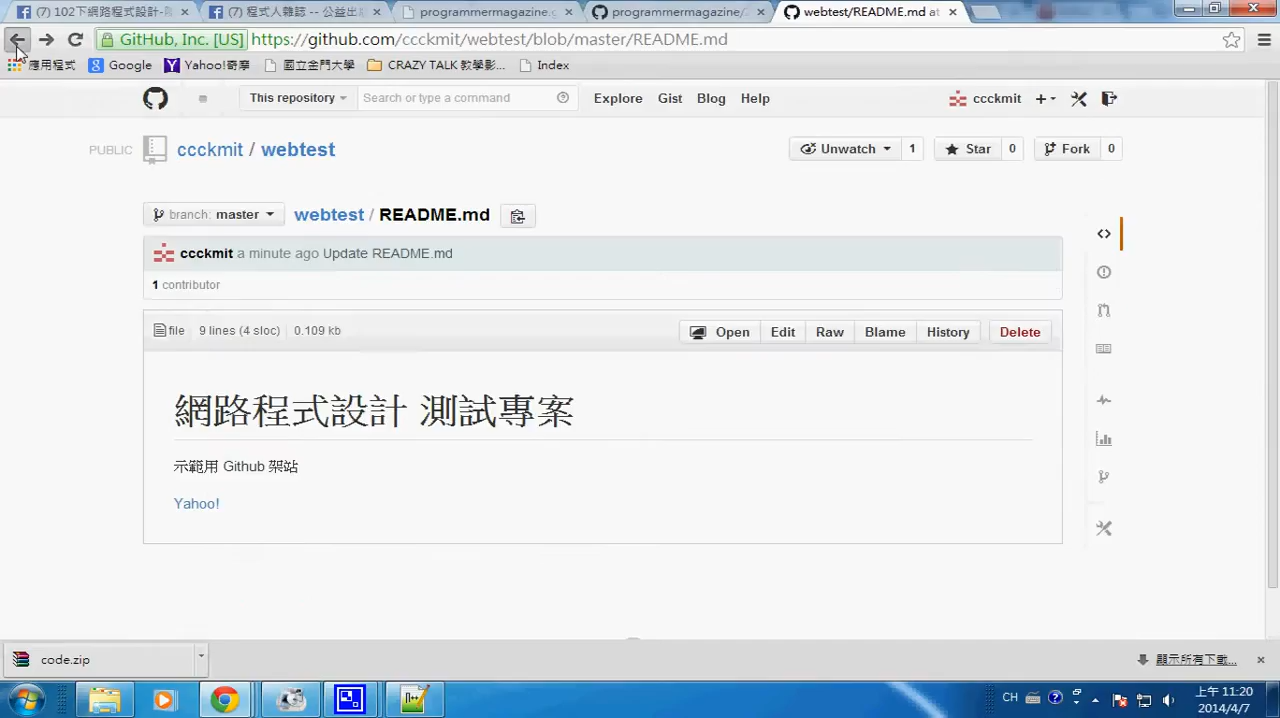 (7) 102下網路程式設計-
(7) 程式人雜誌 -- 公益出
programmermagazine.g
programmermagazine/
webtest/README.md at
GitHub, Inc. [US] https://github.com/ccckmit/webtest/blob/master/README.md
應用程式 Google Yahoo!奇摩 國立金門大學 CRAZY TALK 教學影... Index
This repository Search or type a command Explore Gist Blog Help ccckmit
PUBLIC ccckmit / webtest Unwatch 1 Star 0 Fork 0
branch: master webtest / README.md
ccckmit a minute ago Update README.md
1 contributor
file 9 lines (4 sloc) 0.109 kb Open Edit Raw Blame History Delete
網路程式設計 測試專案
示範用 Github 架站
Yahoo!
code.zip 顯示所有下載...
CH 上午 11:20
2014/4/7